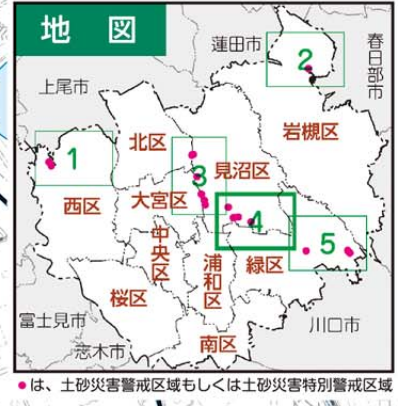 地図
蓮田市
春日部市
2
上尾市
岩槻区
北区
1
3
見沼区
西区
大宮区
4
中央区
5
浦和区
緑区
桜区
富士見市
川口市
志木市
南区
●は、土砂災害警戒区域もしくは土砂災害特別警戒区域